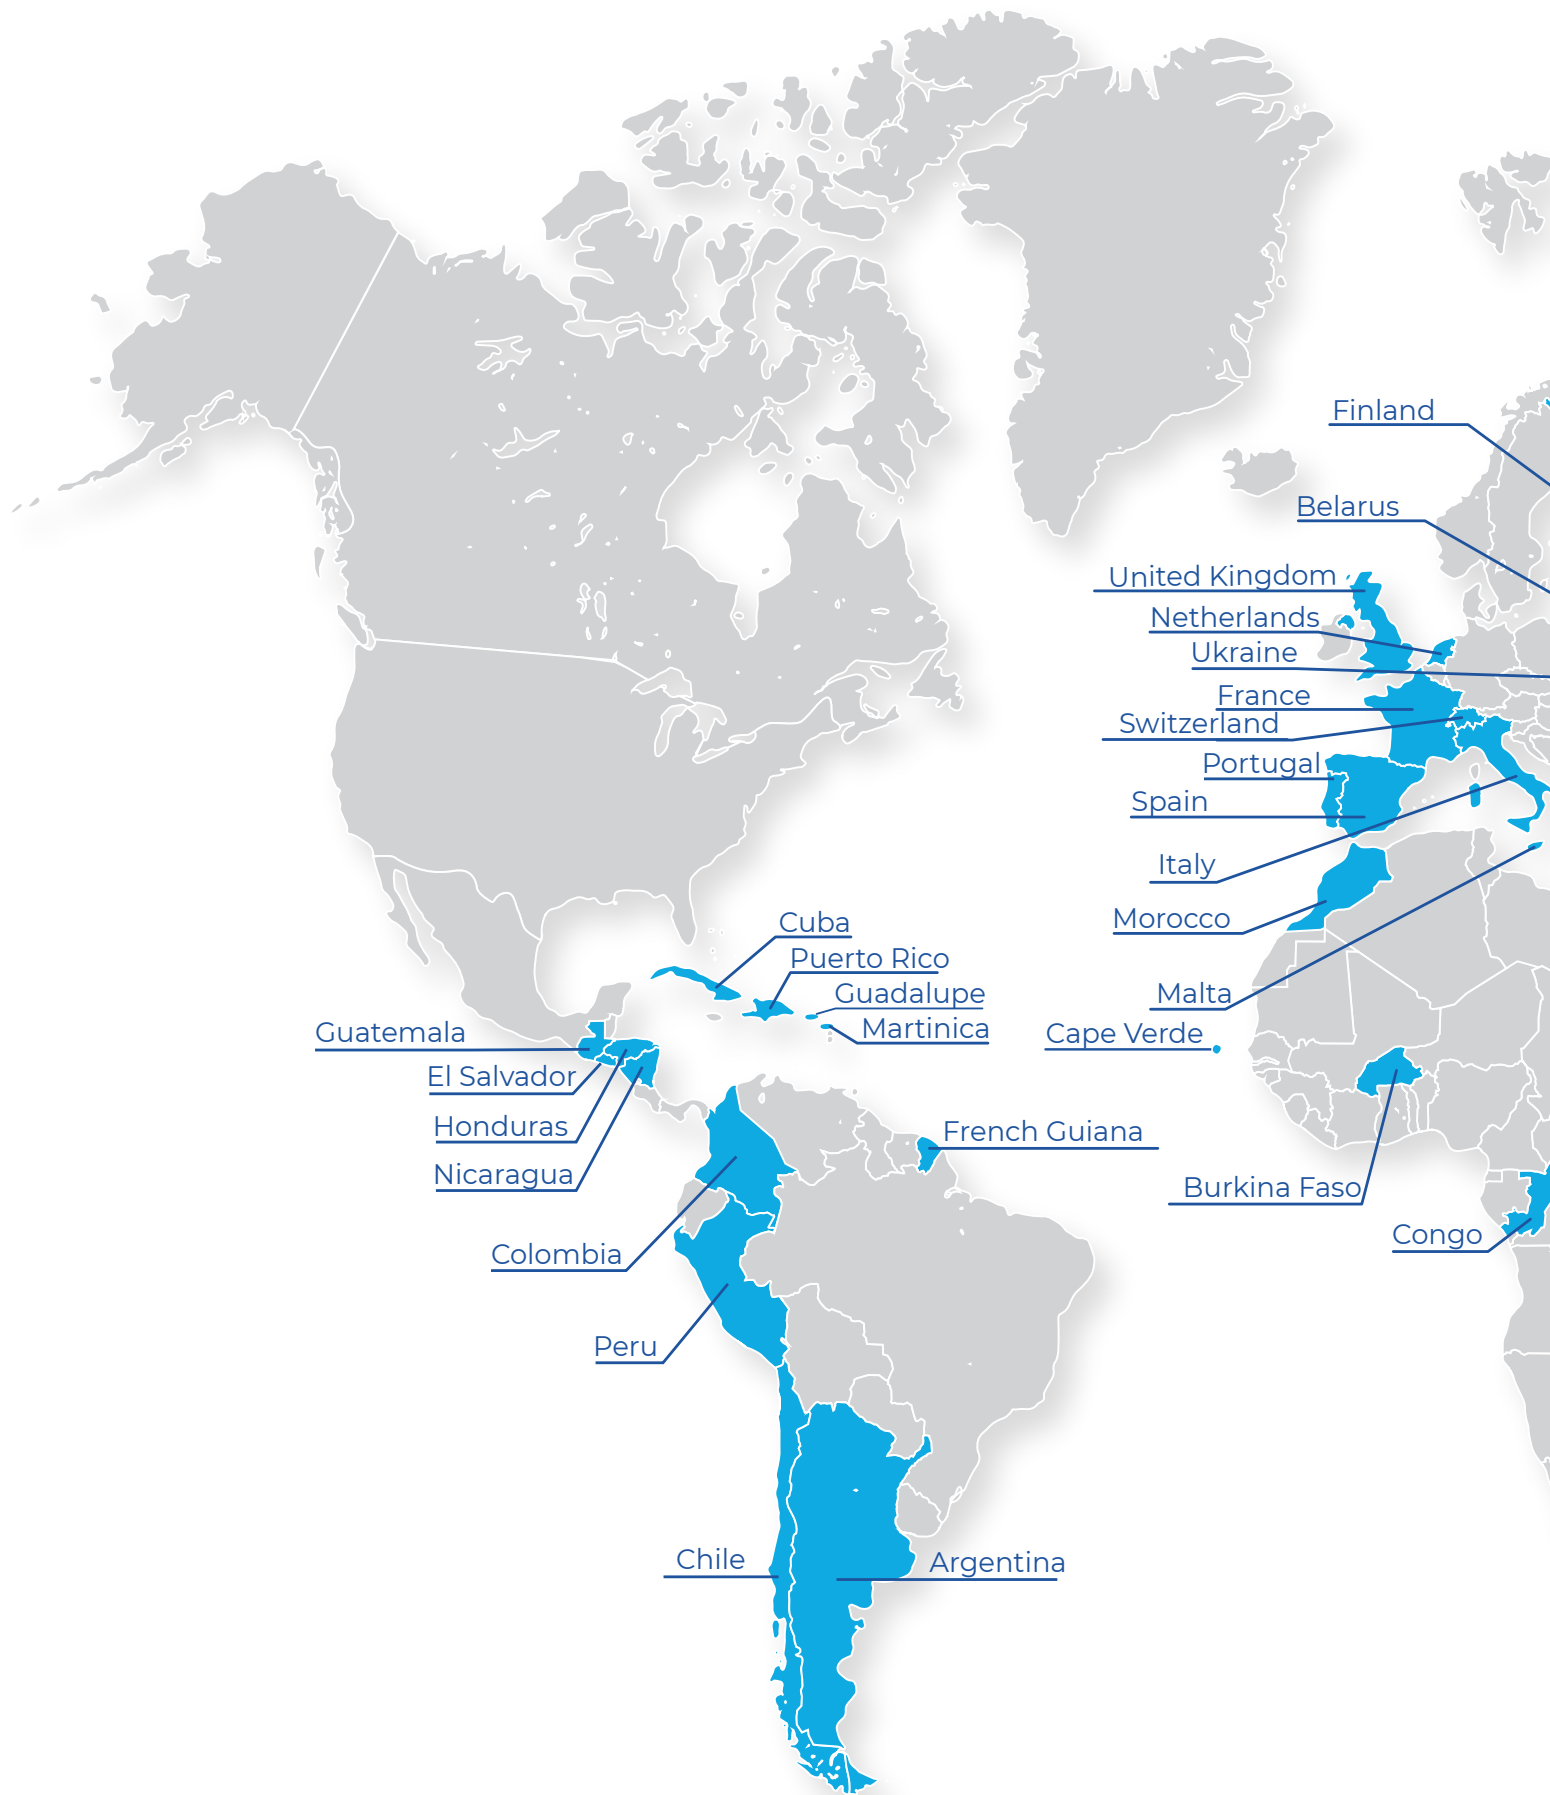 Finland
Belarus
United Kingdom
Netherlands
Ukraine
France
Switzerland
Portugal
Spain
Italy
Morocco
Malta
Cape Verde
Cuba
Puerto Rico
Guadalupe
Martinica
Guatemala
El Salvador
Honduras
Nicaragua
French Guiana
Burkina Faso
Congo
Colombia
Peru
Chile
Argentina